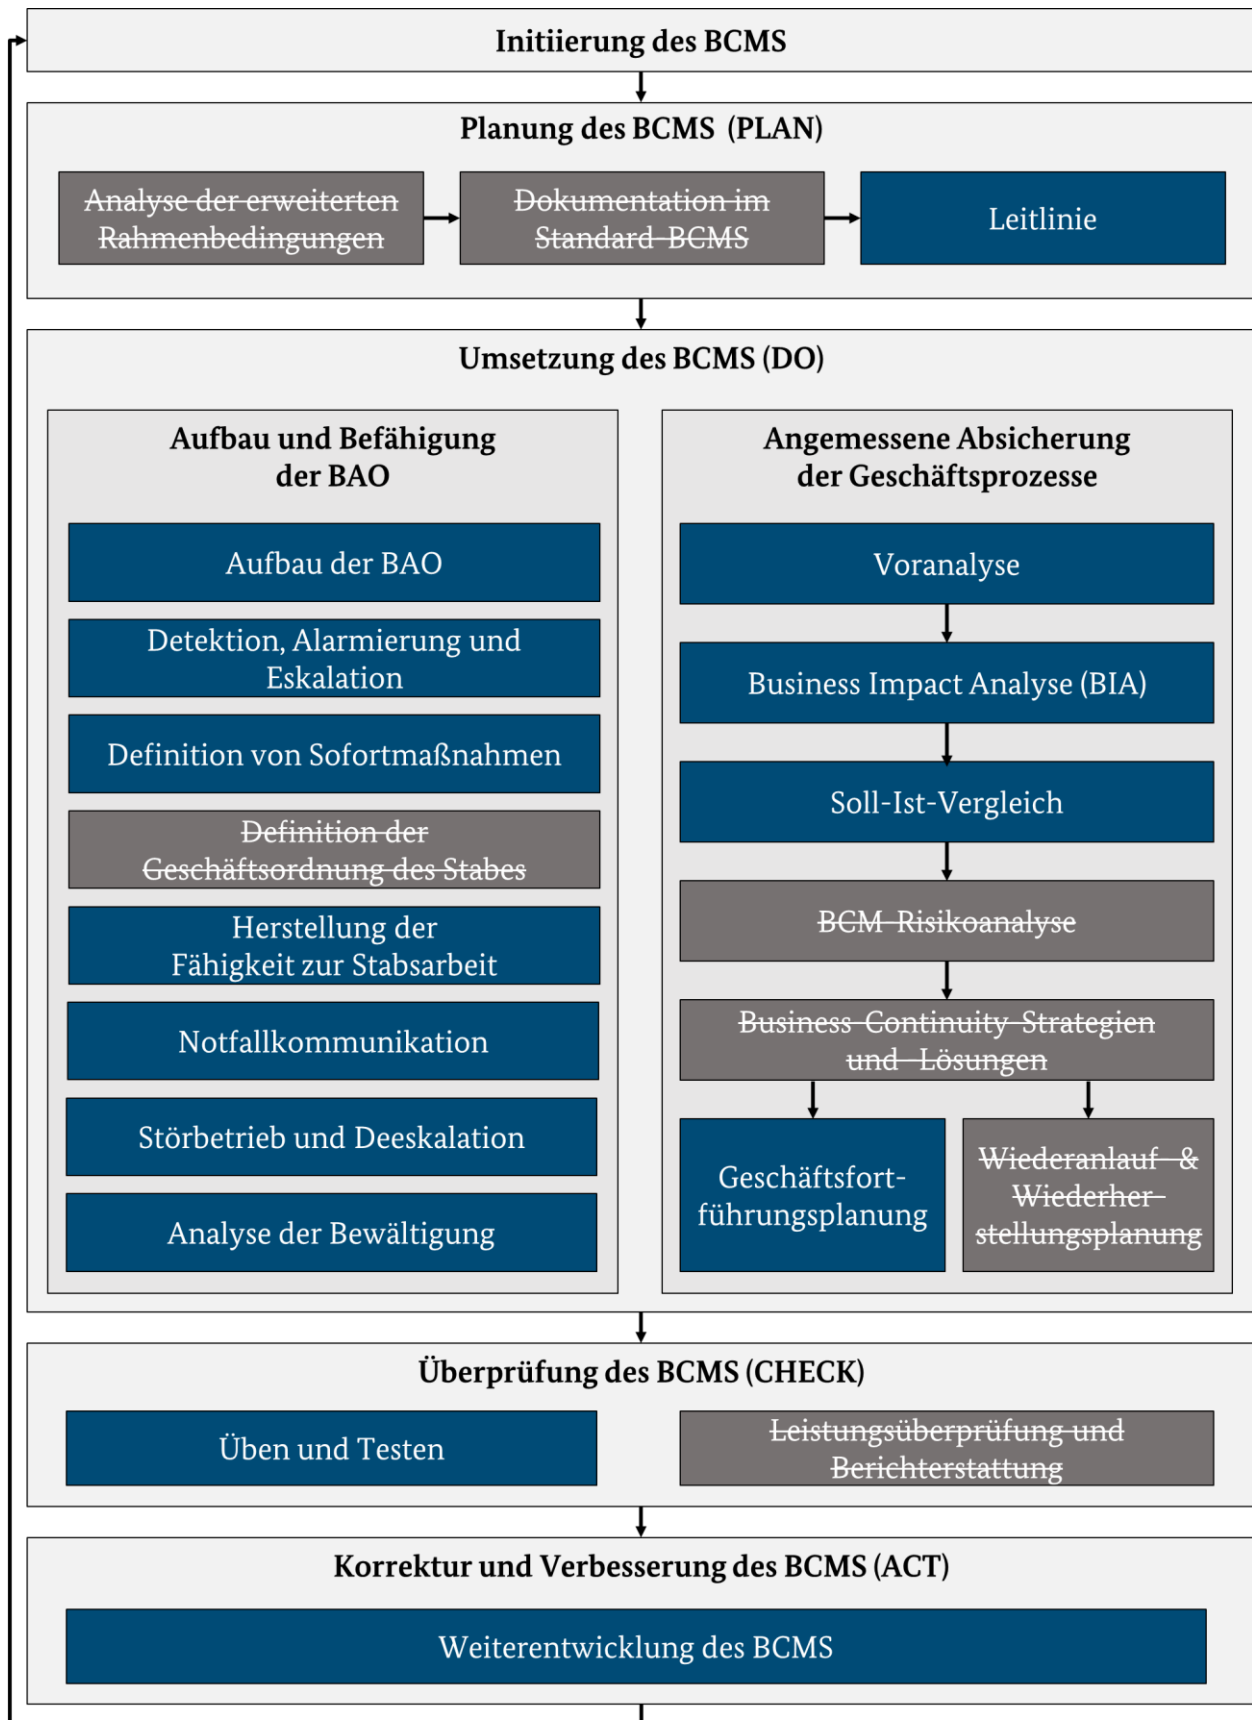 Initiierung des BCMS
Planung des BCMS (PLAN)
Analyse der erweiterten
Rahmenbedingungen
Dokumentation im
Standard-BCMS
Leitlinie
Umsetzung des BCMS (DO)
Aufbau und Befähigung
der BAO
Aufbau der BAO
Detektion, Alarmierung und
Eskalation
Definition von Sofortmaßnahmen
Definition der
Geschäftsordnung des Stabes
Herstellung der
Fähigkeit zur Stabsarbeit
Notfallkommunikation
Störbetrieb und Deeskalation
Analyse der Bewältigung
Angemessene Absicherung
der Geschäftsprozesse
Voranalyse
Business Impact Analyse (BIA)
Soll-Ist-Vergleich
BCM-Risikoanalyse
Business Continuity Strategien
und Lösungen
Geschäftsfort-
führungsplanung
Wiederanlauf &
Wiederher
stellungsplanung
Überprüfung des BCMS (CHECK)
Üben und Testen
Leistungsüberprüfung und
Berichterstattung
Korrektur und Verbesserung des BCMS (ACT)
Weiterentwicklung des BCMS